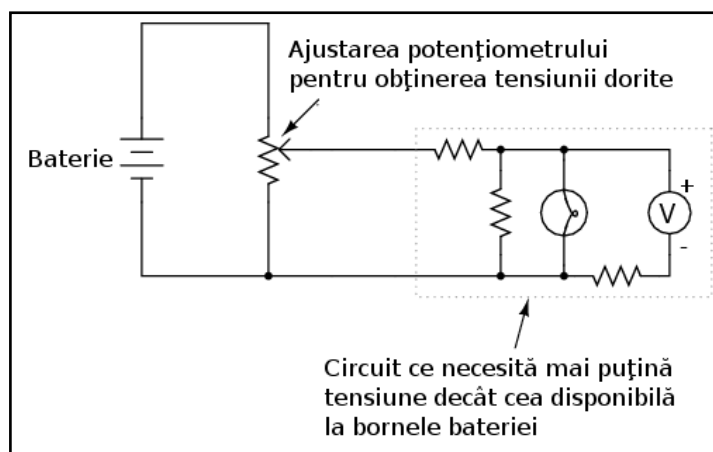 Ajustarea potenţiometrului
pentru obţinerea tensiunii dorite
Baterie
V
+
-
Circuit ce necesită mai puţină
tensiune decât cea disponibilă
la bornele bateriei